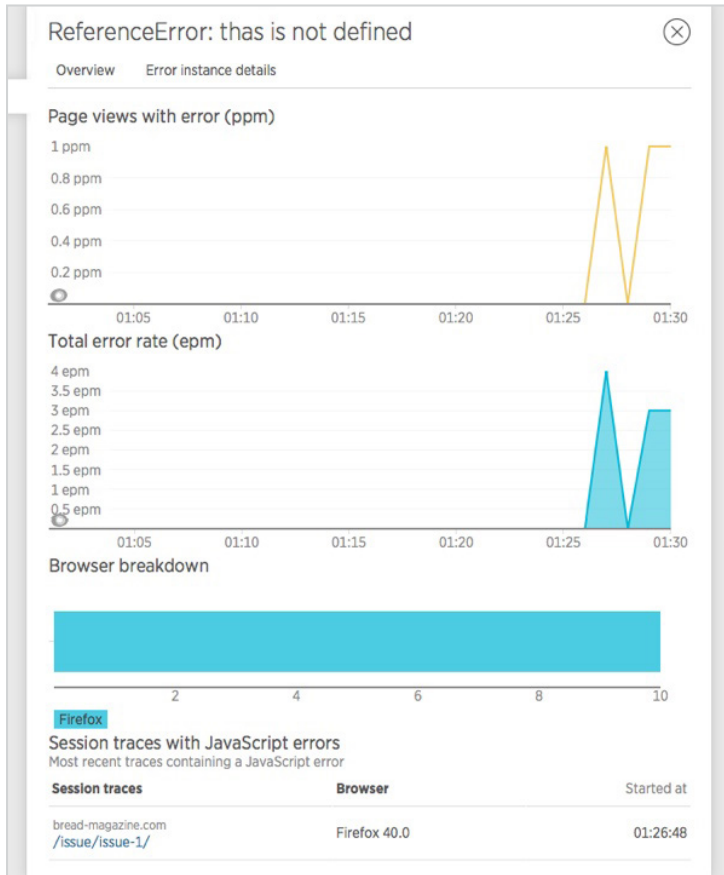 ReferenceError: thas is not defined
Overview Error instance details
Page views with error (ppm)
1 ppm
0.8 ppm
0.6 ppm
0.4 ppm
0.2 ppm
01:05 01:10 01:15 01:20 01:25 01:30
Total error rate (epm)
4 epm
3.5 epm
3 epm
2.5 epm
2 epm
1.5 epm
1 epm
0.5 epm
01:05 01:10 01:15 01:20 01:25 01:30
Browser breakdown
2 4 6 8 10
Firefox
Session traces with JavaScript errors
Most recent traces containing a JavaScript error
Session traces Browser Started at
bread-magazine.com
/issue/issue-1/ Firefox 40.0 01:26:48